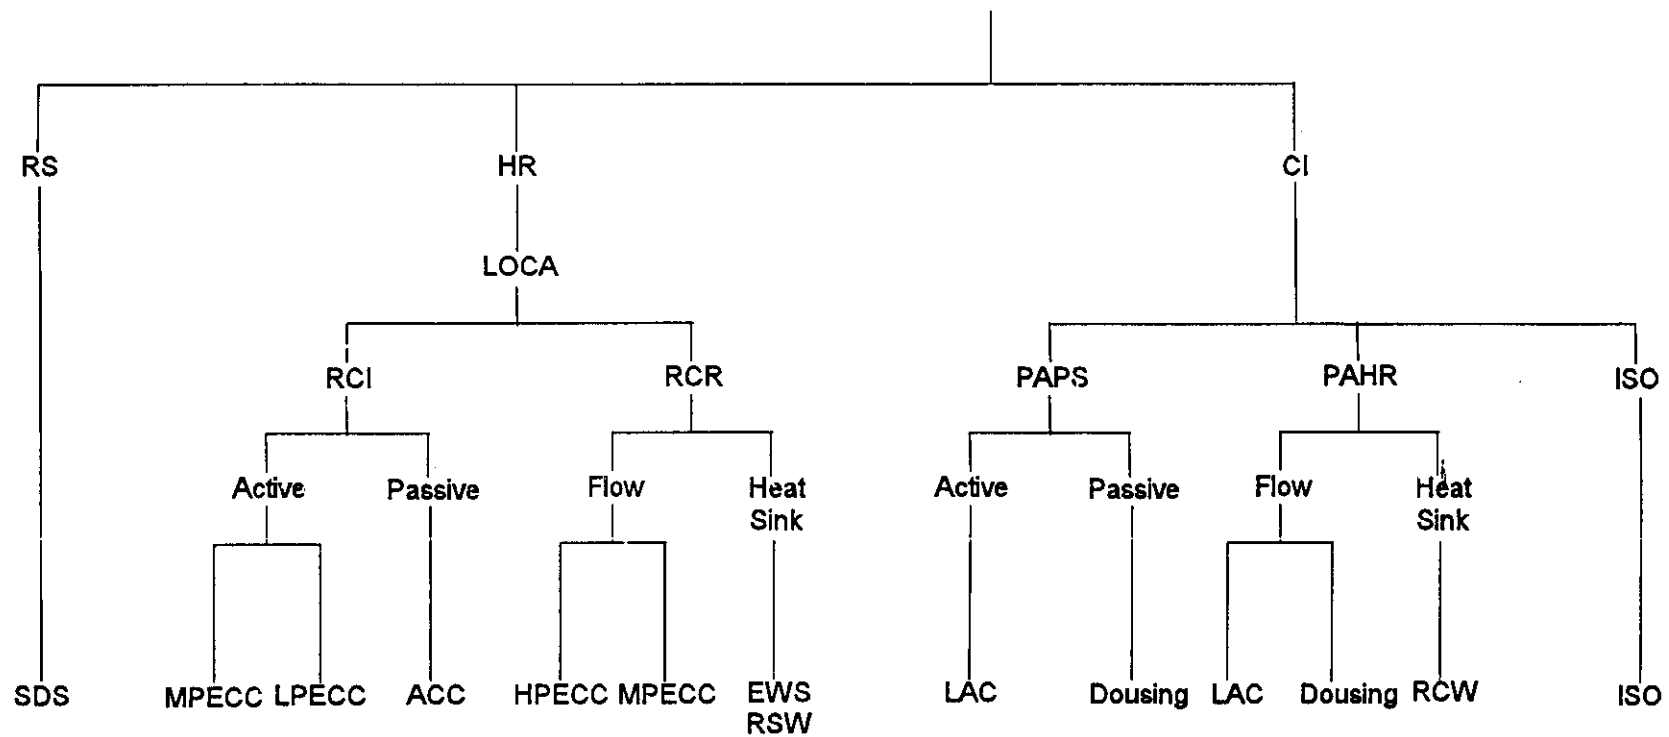 RS HR CI
LOCA
RCI RCR PAPS PAHR ISO
Active Passive Flow Heat Sink Active Passive Flow Heat Sink
SDS MPECC LPECC ACC HPECC MPECC EWS RSW LAC Dousing LAC Dousing RCW ISO